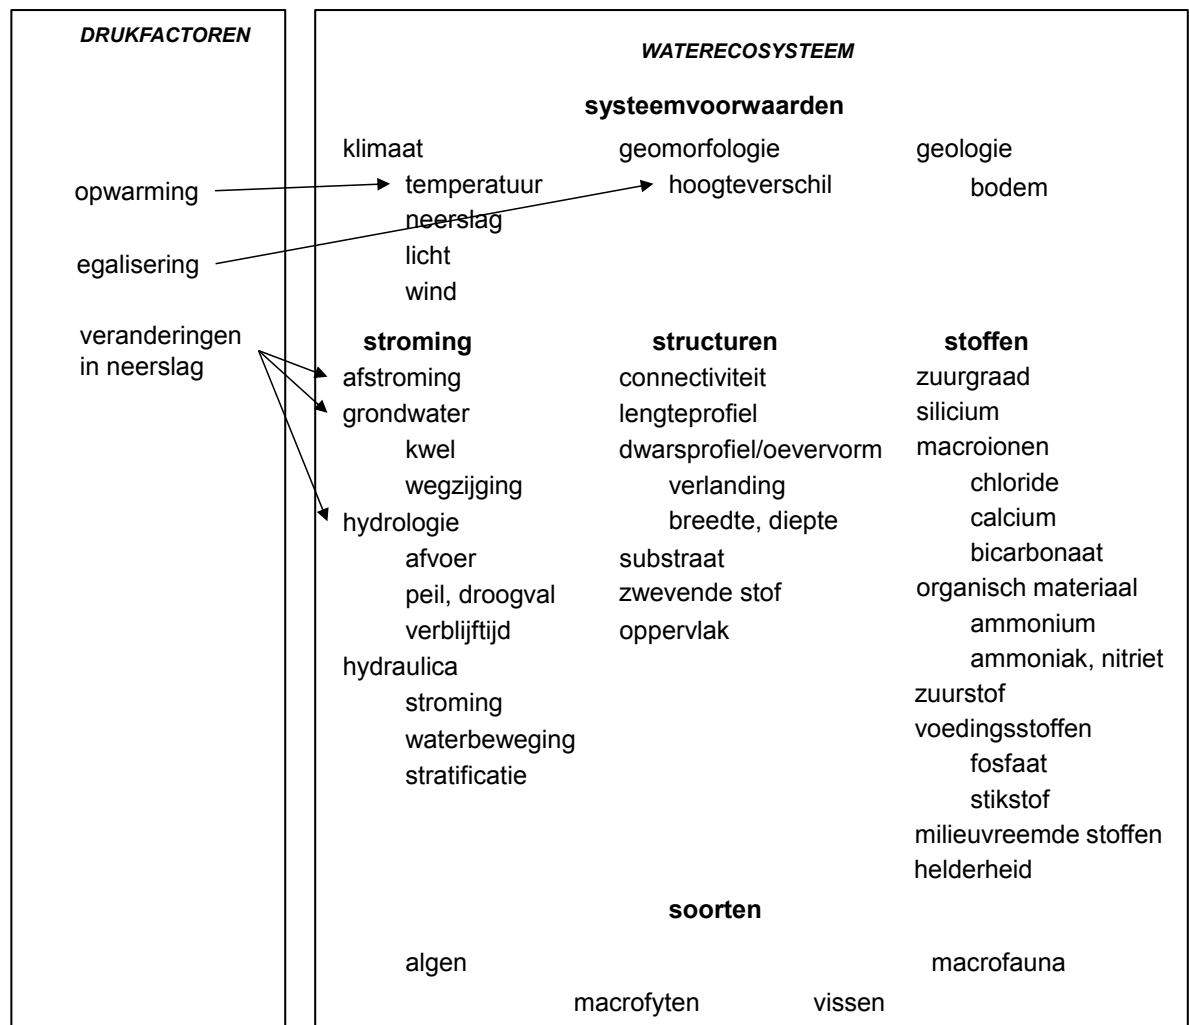 DRUKFACTOREN
opwarming
egalisering
veranderingen
in neerslag
WATERECOSYSTEEM
systeemvoorwaarden
klimaat
temperatuur
neerslag
licht
wind
geomorfologie
hoogteverschil
geologie
bodem
stroming
afstroming
grondwater
kwel
wegzijging
hydrologie
afvoer
peil, droogval
verblijftijd
hydraulica
stroming
waterbeweging
stratificatie
structuren
connectiviteit
lengteprofiel
dwarsprofiel/oevervorm
verlanding
breedte, diepte
substraat
zwevende stof
oppervlak
stoffen
zuurgraad
silicium
macroionen
chloride
calcium
bicarbonaat
organisch materiaal
ammonium
ammoniak, nitriet
zuurstof
voedingsstoffen
fosfaat
stikstof
milieuvreemde stoffen
helderheid
soorten
algen
macrofauna
macrofyten
vissen